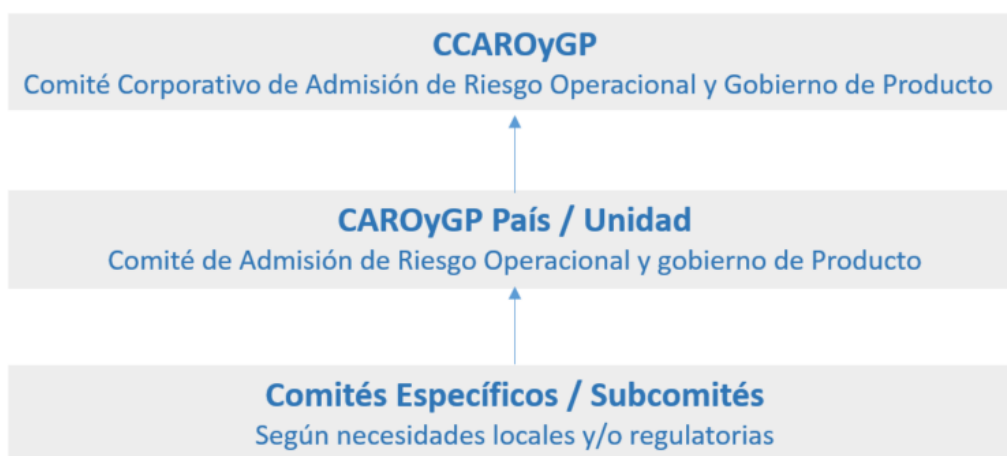 CCAROyGP
Comité Corporativo de Admisión de Riesgo Operacional y Gobierno de Producto
CAROyGP País / Unidad
Comité de Admisión de Riesgo Operacional y gobierno de Producto
Comités Específicos / Subcomités
Según necesidades locales y/o regulatorias